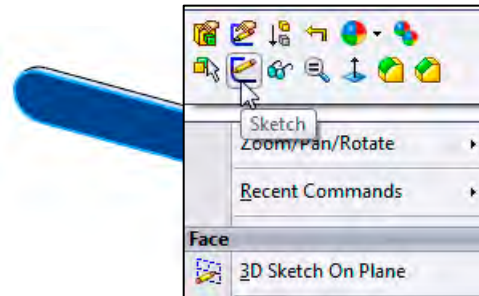 Sketch
Zoom/Pan/Rotate
Recent Commands
Face
3D Sketch On Plane